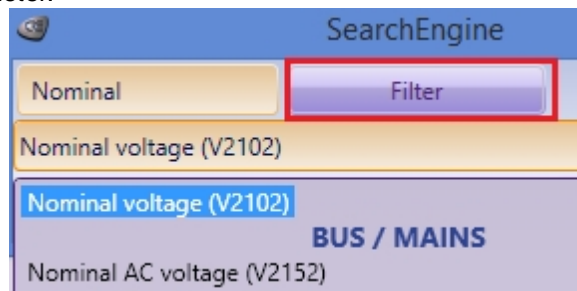 SearchEngine
Nominal Filter
Nominal voltage (V2102)
Nominal voltage (V2102)
BUS / MAINS
Nominal AC voltage (V2152)